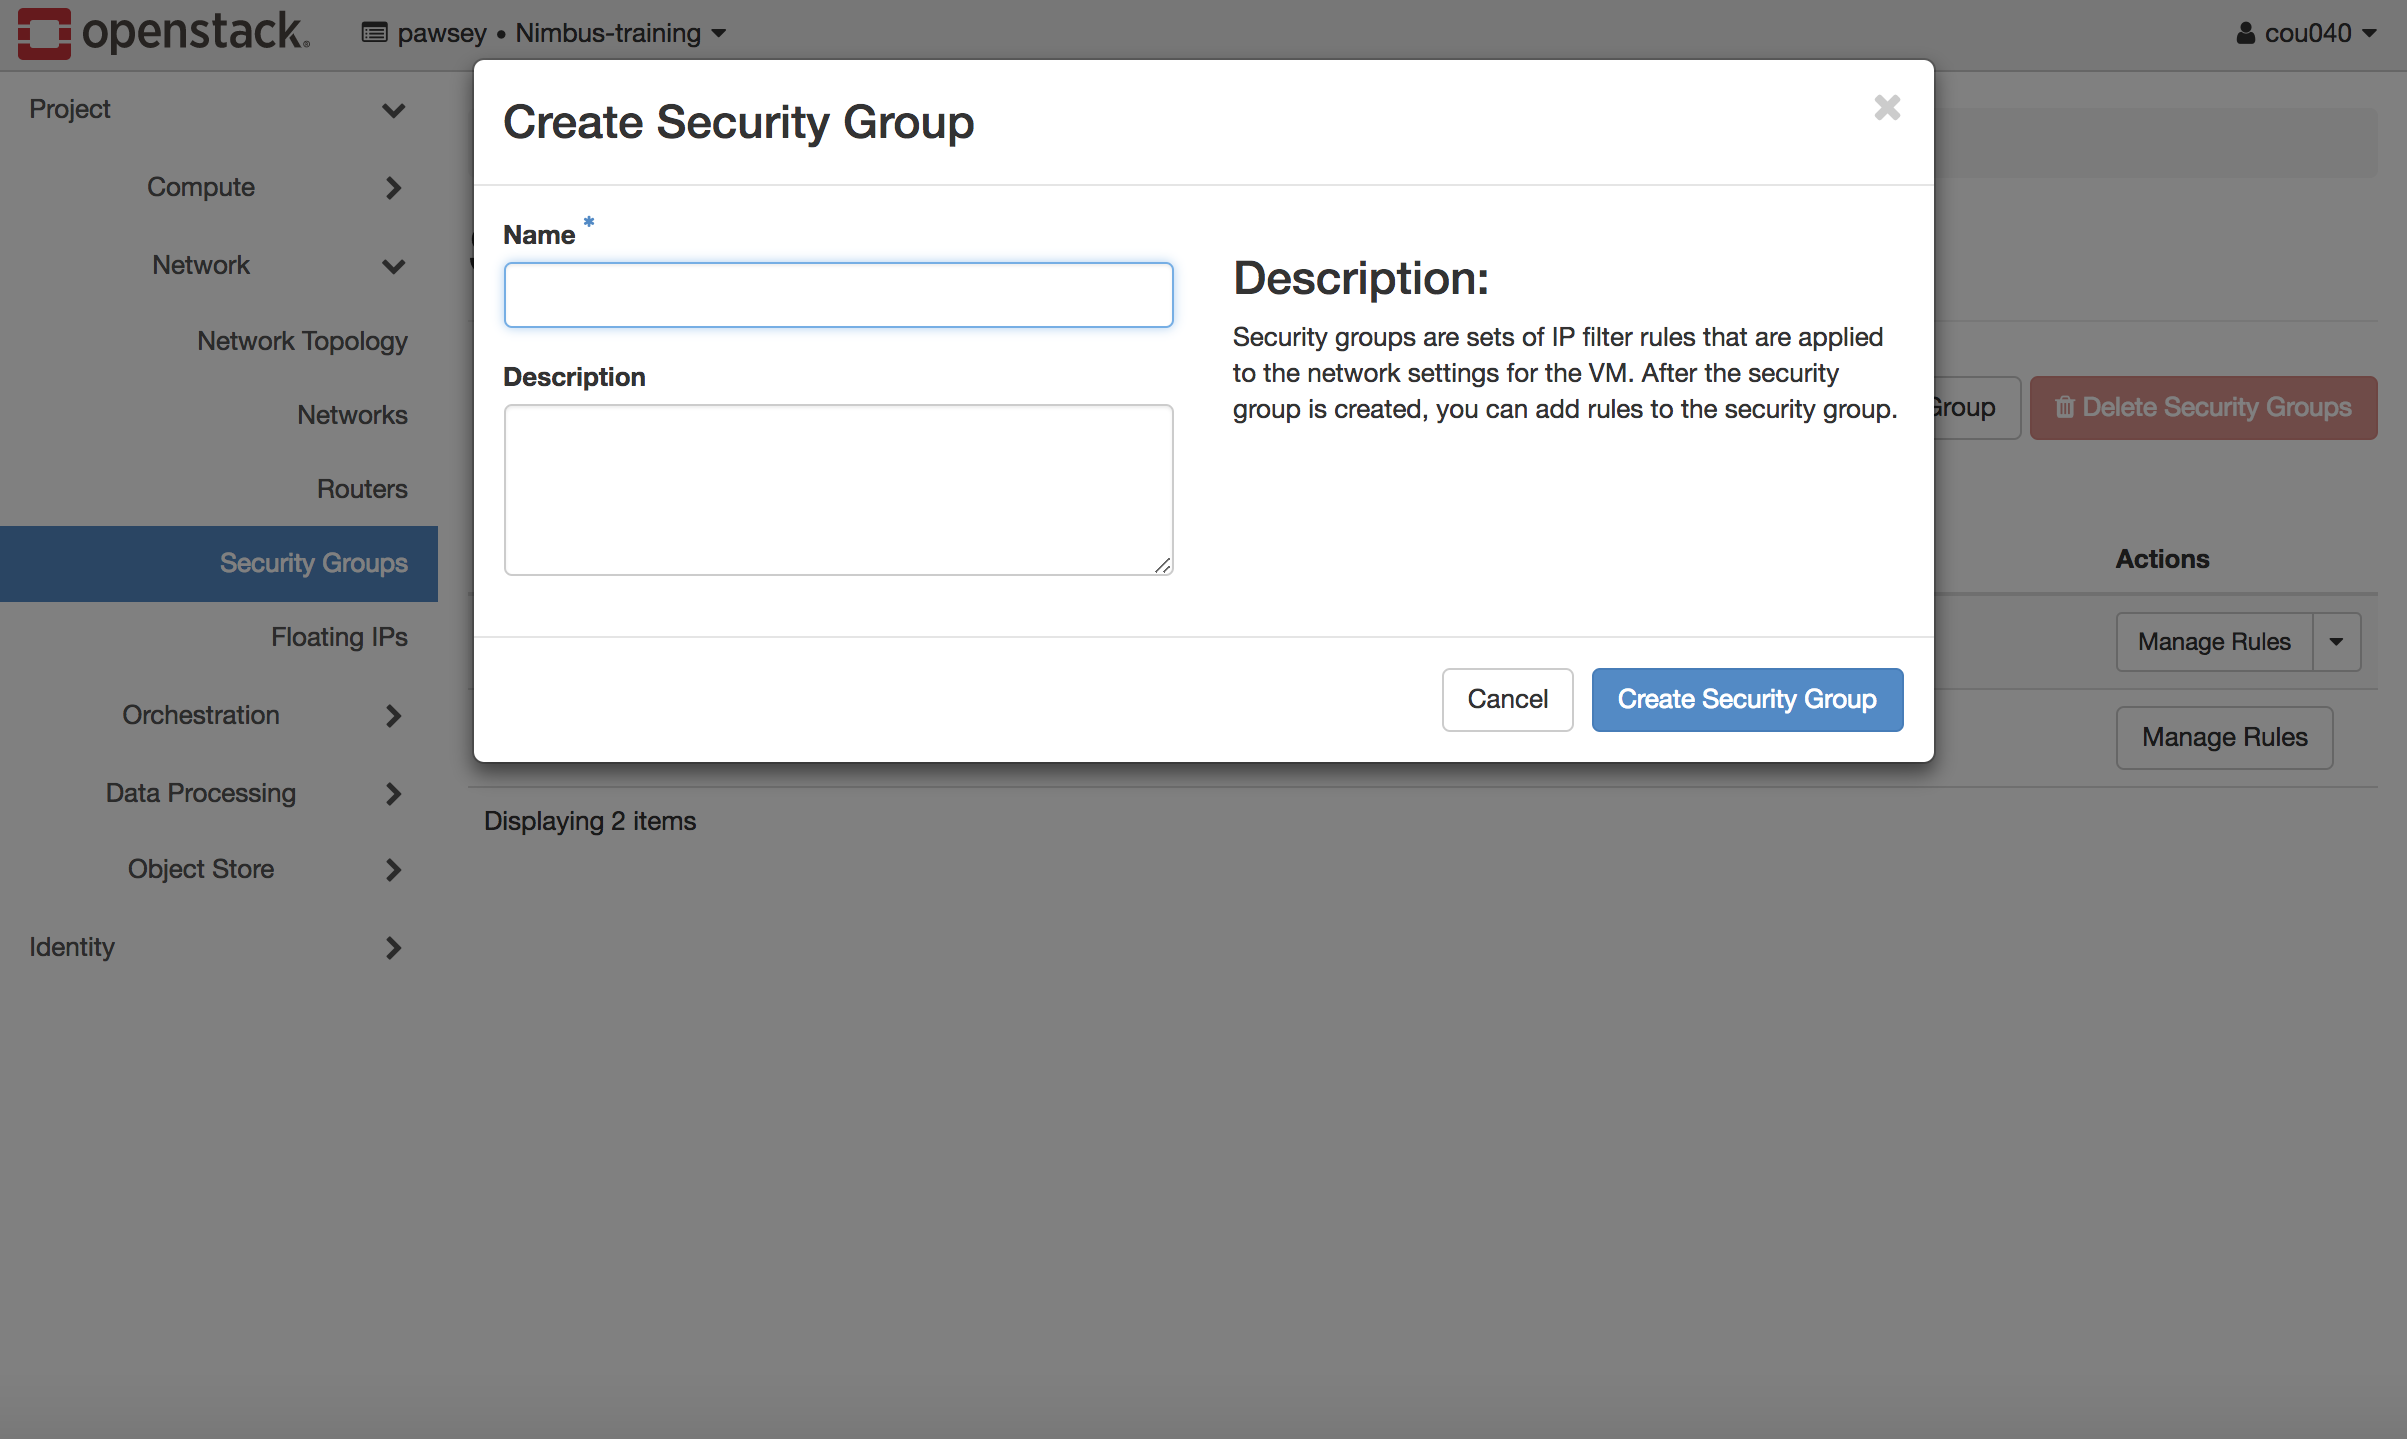 openstack.
pawsey • Nimbus-training
cou040
Project
Compute
Network
Network Topology
Networks
Routers
Security Groups
Floating IPs
Orchestration
Data Processing
Object Store
Identity
Create Security Group
Name *
Description
Description:
Security groups are sets of IP filter rules that are applied
to the network settings for the VM. After the security
group is created, you can add rules to the security group.
Cancel
Create Security Group
Group
Delete Security Groups
Actions
Manage Rules
Manage Rules
Displaying 2 items